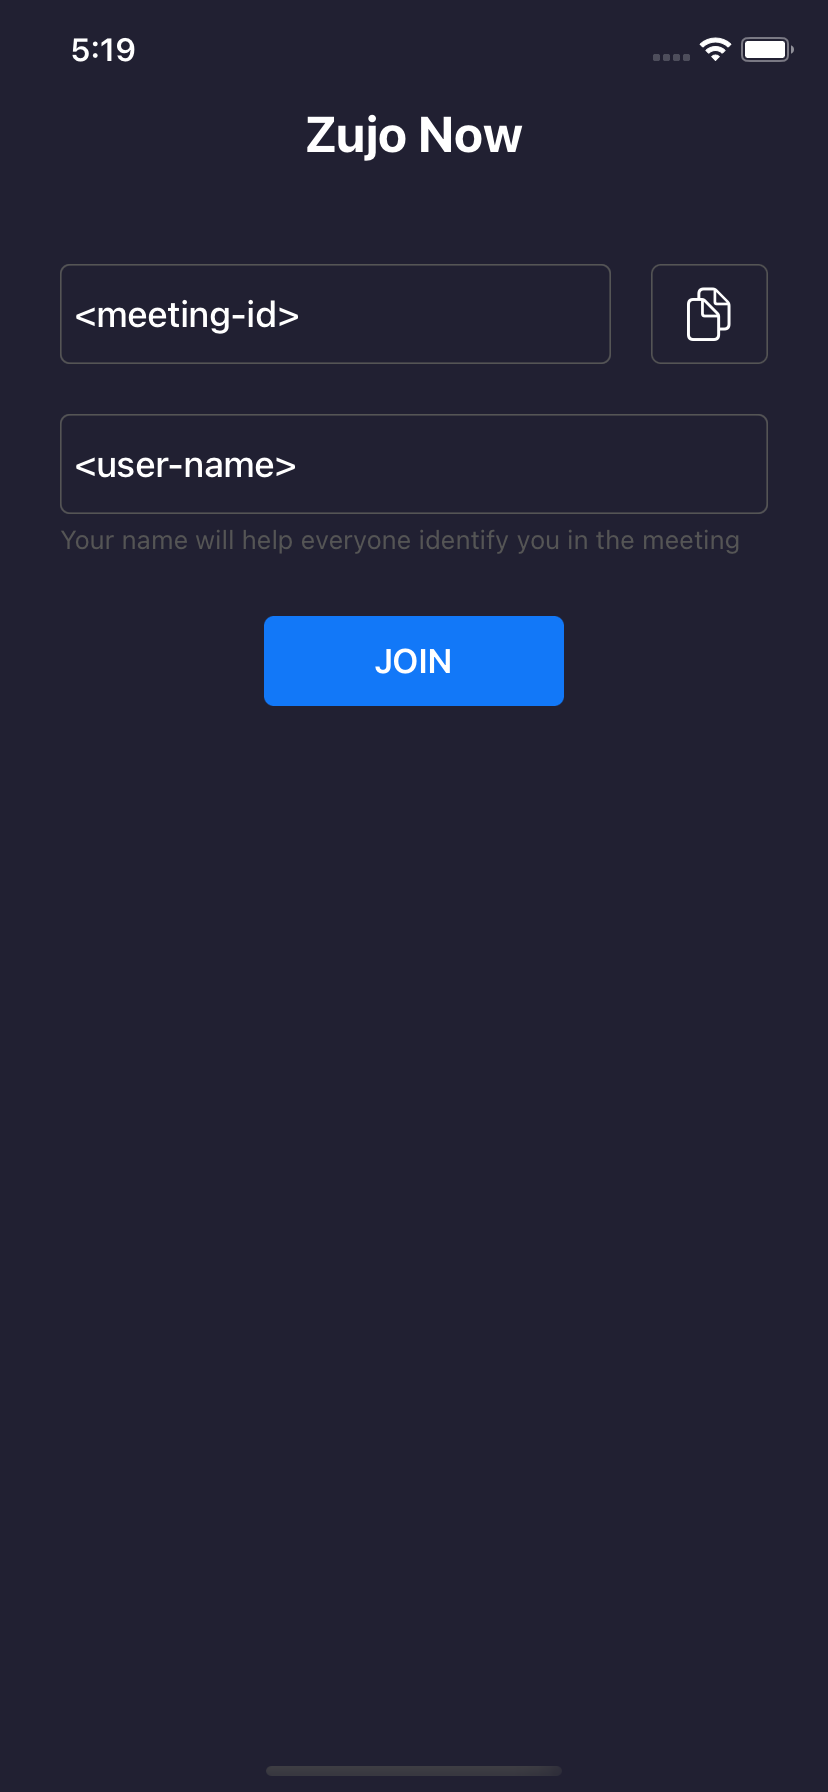 5:19
Zujo Now
<meeting-id>
<user-name>
Your name will help everyone identify you in the meeting
JOIN